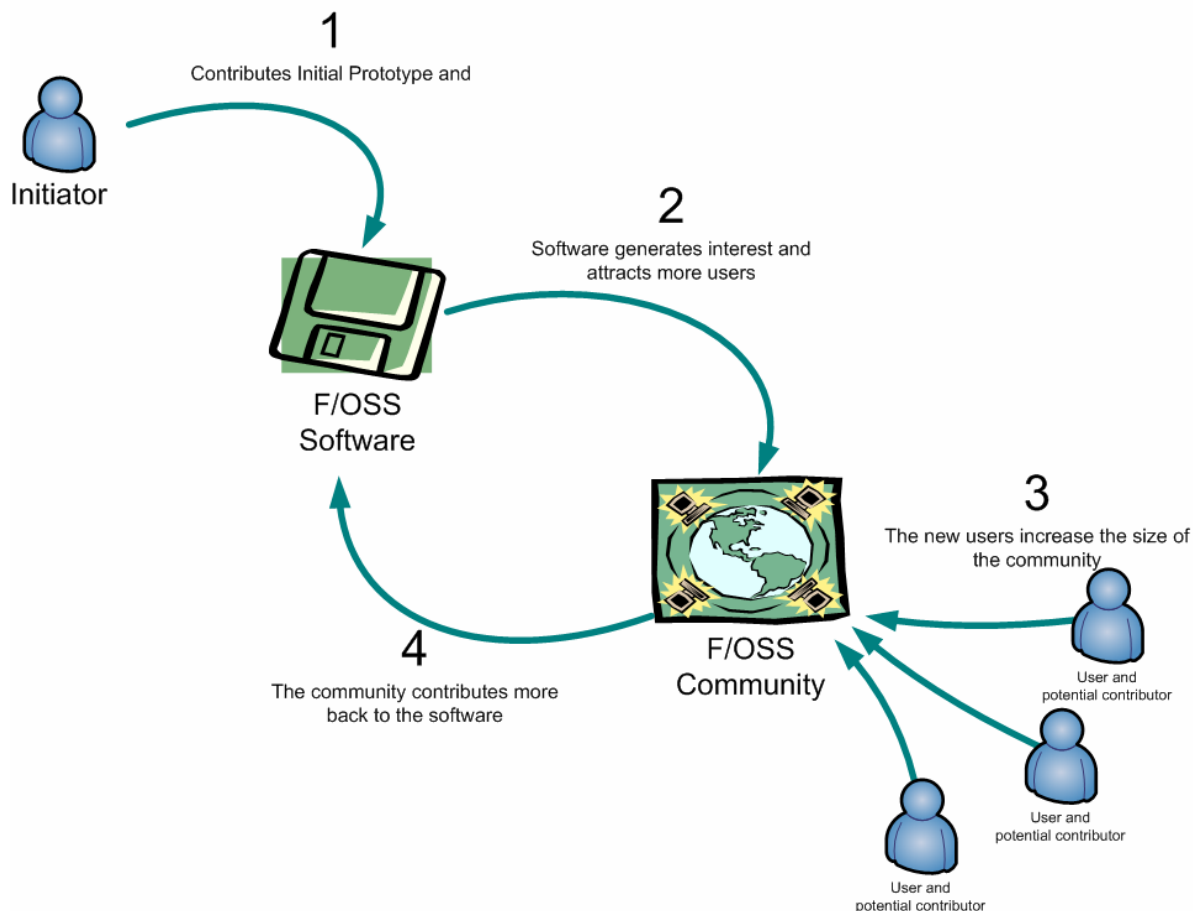 1
Contributes Initial Prototype and
Initiator
2
Software generates interest and
attracts more users
F/OSS
Software
3
The new users increase the size of
the community
F/OSS
Community
4
The community contributes more
back to the software
User and
potential contributor
User and
potential contributor
User and
potential contributor